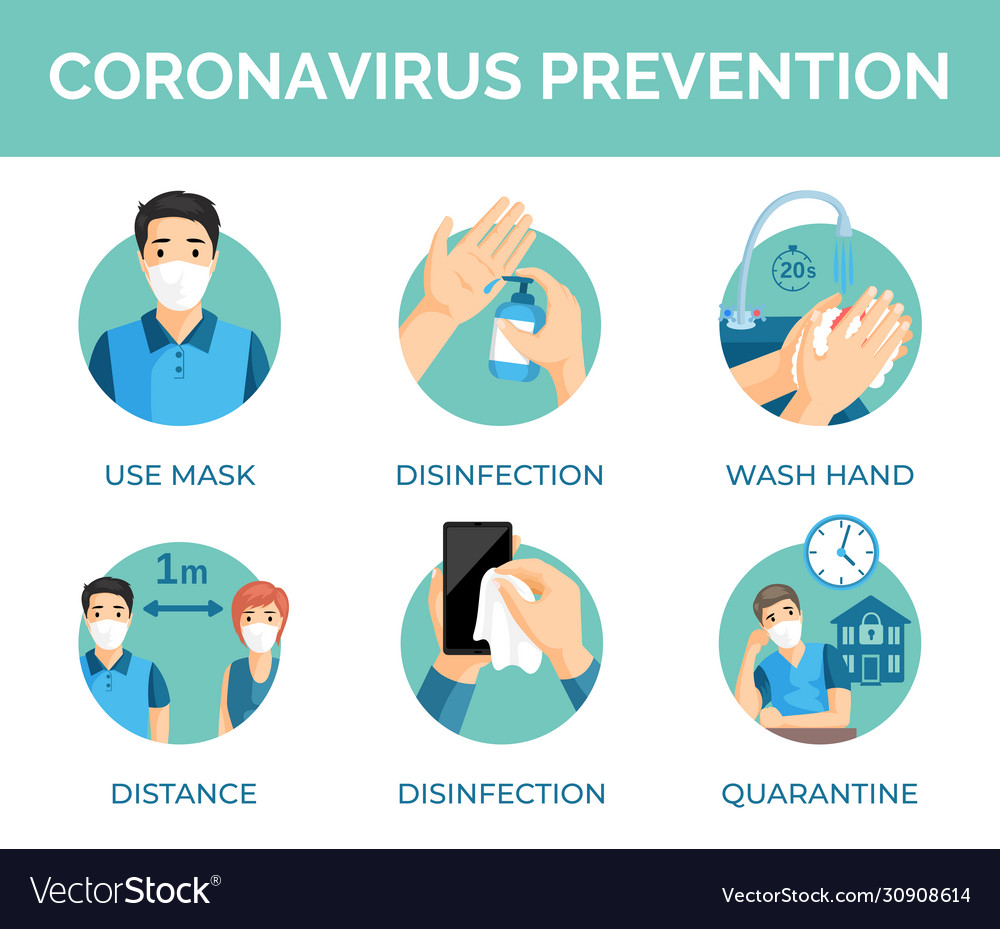 CORONAVIRUS PREVENTION
20s
USE MASK
DISINFECTION
WASH HAND
1m
DISTANCE
DISINFECTION
QUARANTINE
VectorStock®
VectorStock.com/30908614